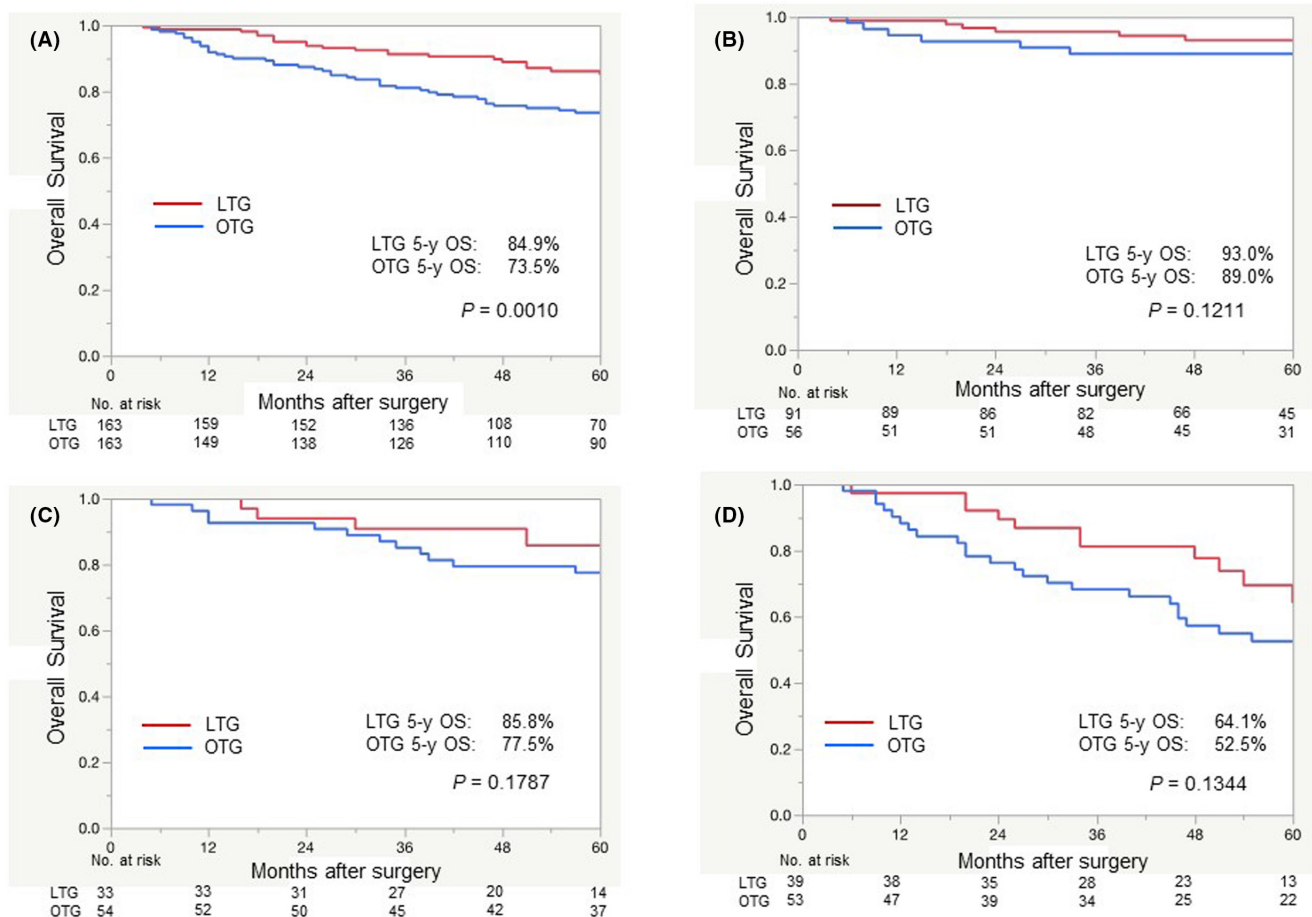 (A)
Overall Survival
1.0
0.8
0.6
0.4
0.2
0.0
LTG
OTG
LTG 5-y OS: 84.9%
OTG 5-y OS: 73.5%
P = 0.0010
0 12 24 36 48 60
No. at risk
Months after surgery
LTG 163 159 152 136 108 70
OTG 163 149 138 126 110 90
(B)
Overall Survival
1.0
0.8
0.6
0.4
0.2
0.0
LTG
OTG
LTG 5-y OS: 93.0%
OTG 5-y OS: 89.0%
P = 0.1211
0 12 24 36 48 60
No. at risk
Months after surgery
LTG 91 89 86 82 66 45
OTG 56 51 51 48 45 31
(C)
Overall Survival
1.0
0.8
0.6
0.4
0.2
0.0
LTG
OTG
LTG 5-y OS: 85.8%
OTG 5-y OS: 77.5%
P = 0.1787
0 12 24 36 48 60
No. at risk
Months after surgery
LTG 33 33 31 27 20 14
OTG 54 52 50 45 42 37
(D)
Overall Survival
1.0
0.8
0.6
0.4
0.2
0.0
LTG
OTG
LTG 5-y OS: 64.1%
OTG 5-y OS: 52.5%
P = 0.1344
0 12 24 36 48 60
No. at risk
Months after surgery
LTG 39 38 35 28 23 13
OTG 53 47 39 34 25 22